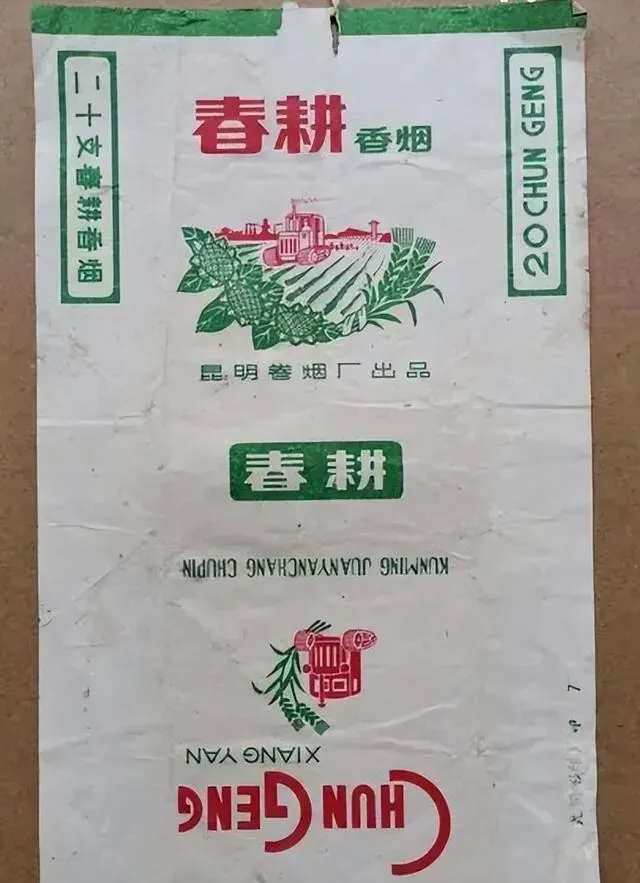 二十支春耕香烟
春耕 香烟
20 CHUN GENG
昆明卷烟厂出品
春耕
KUNMING JUANYANCHANG CHUPIN
XIANG YAN
CHUN GENG
7